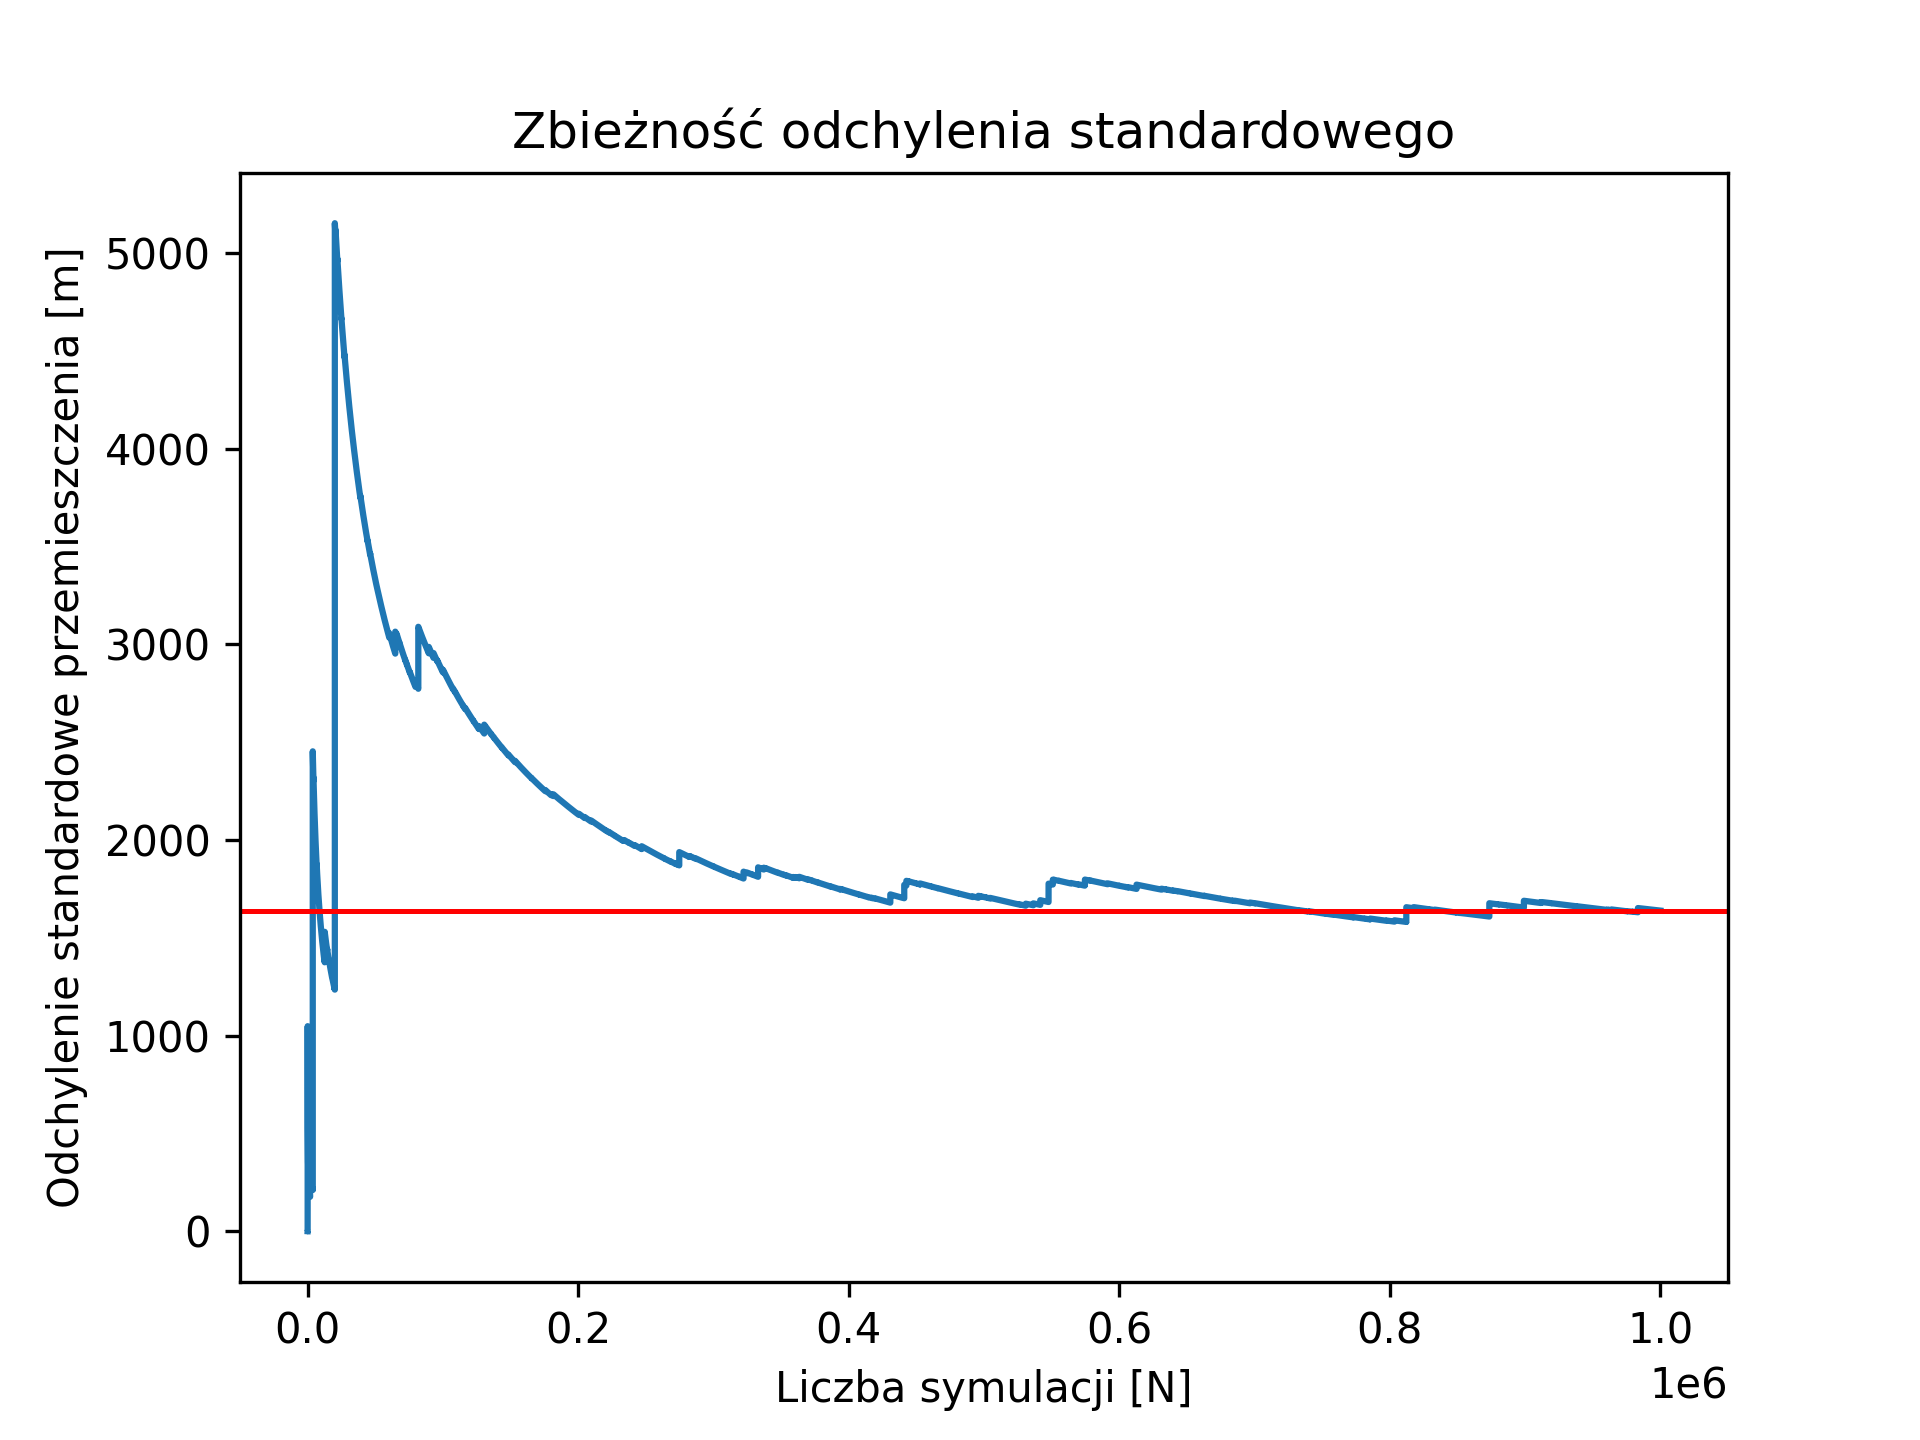 Zbieżność odchylenia standardowego
Odchylenie standardowe przemieszczenia [m]
5000
4000
3000
2000
1000
0
0.0 0.2 0.4 0.6 0.8 1.0
1e6
Liczba symulacji [N]